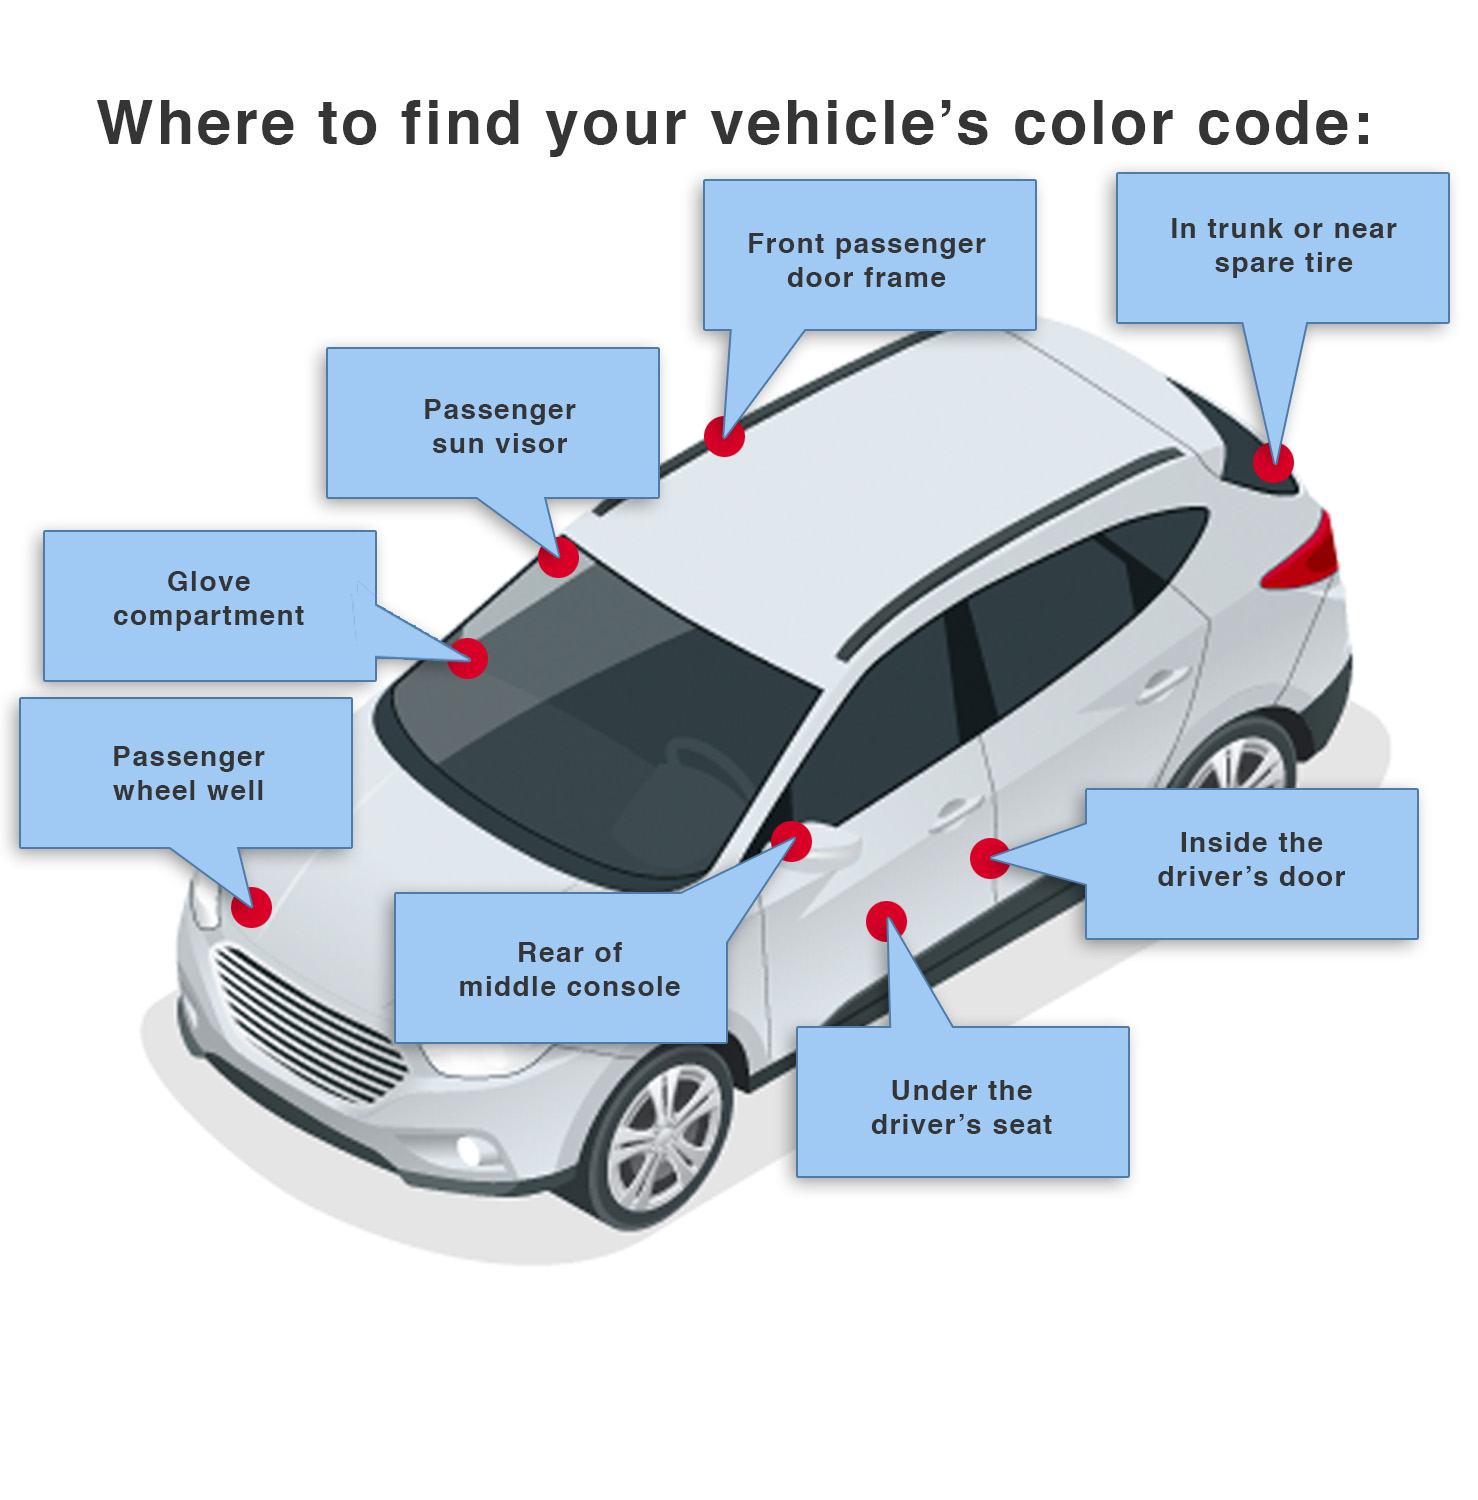 Where to find your vehicle’s color code:
In trunk or near
spare tire
Front passenger
door frame
Passenger
sun visor
Glove
compartment
Passenger
wheel well
Inside the
driver’s door
Rear of
middle console
Under the
driver’s seat